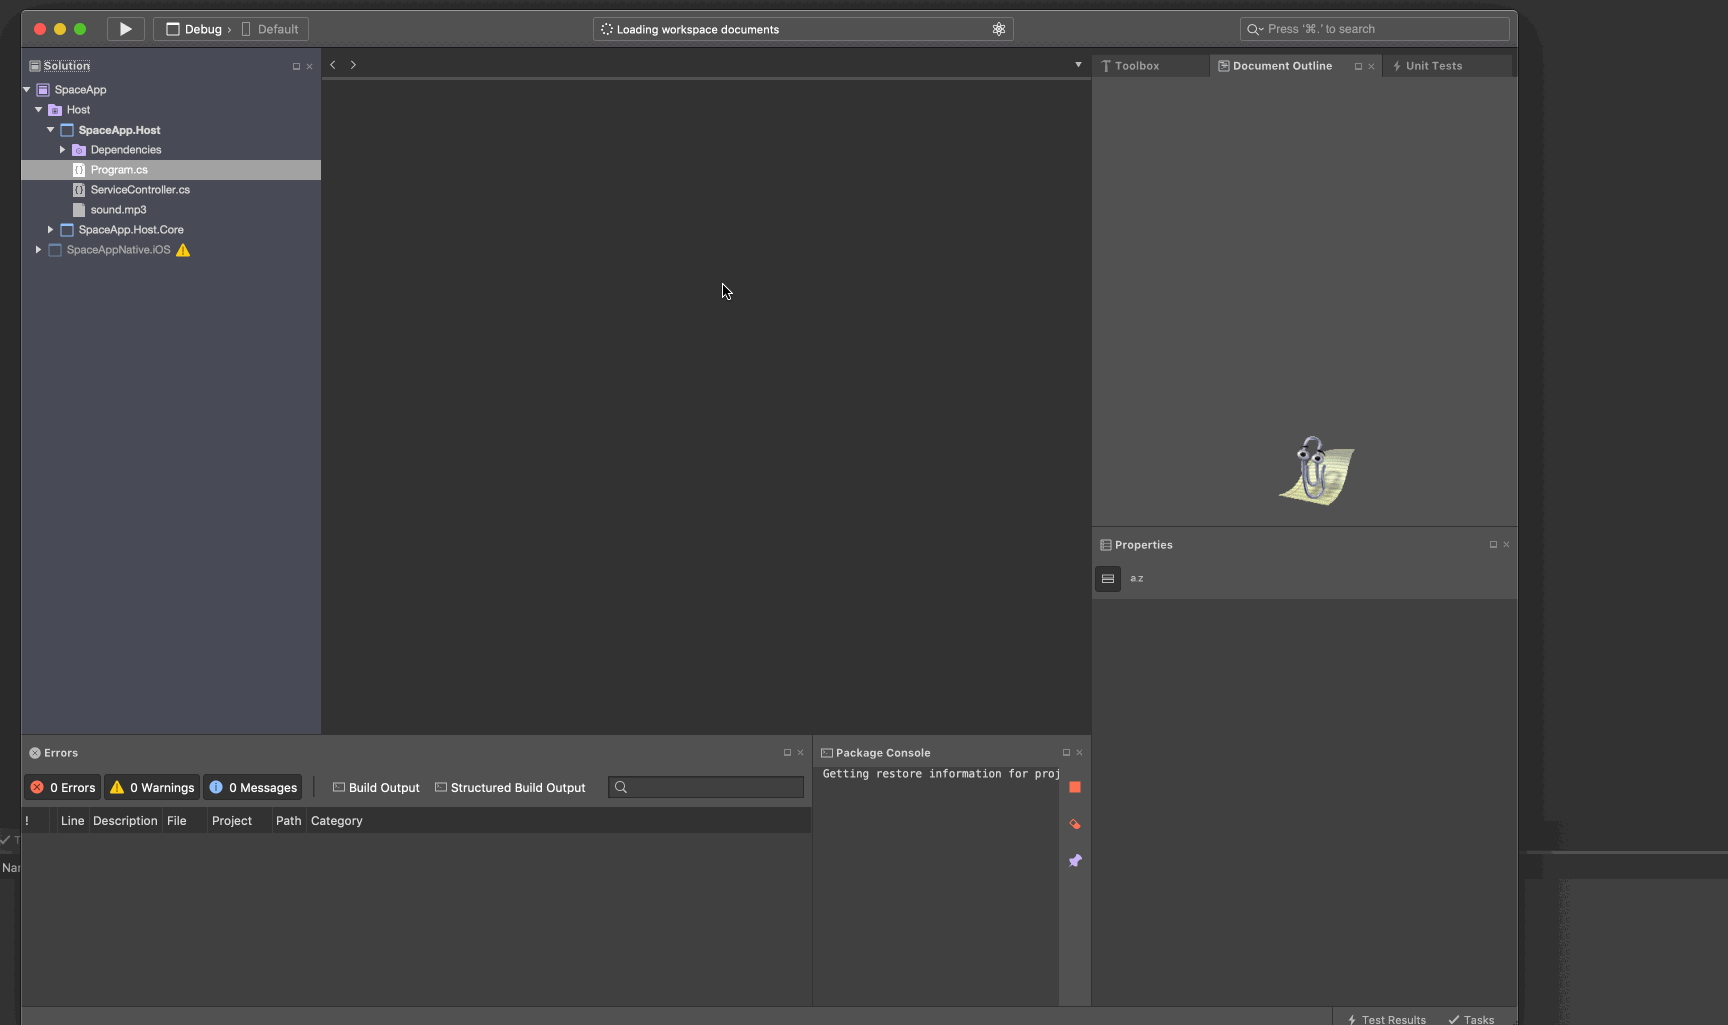 Debug › Default
Loading workspace documents
Press '⌘.' to search
Solution
SpaceApp
Host
SpaceApp.Host
Dependencies
Program.cs
ServiceController.cs
sound.mp3
SpaceApp.Host.Core
SpaceAppNative.iOS
Toolbox
Document Outline
Unit Tests
Properties
a.z
Errors
0 Errors
0 Warnings
0 Messages
Build Output
Structured Build Output
! Line Description File Project Path Category
Package Console
Getting restore information for proj
T
Nar
Test Results
Tasks